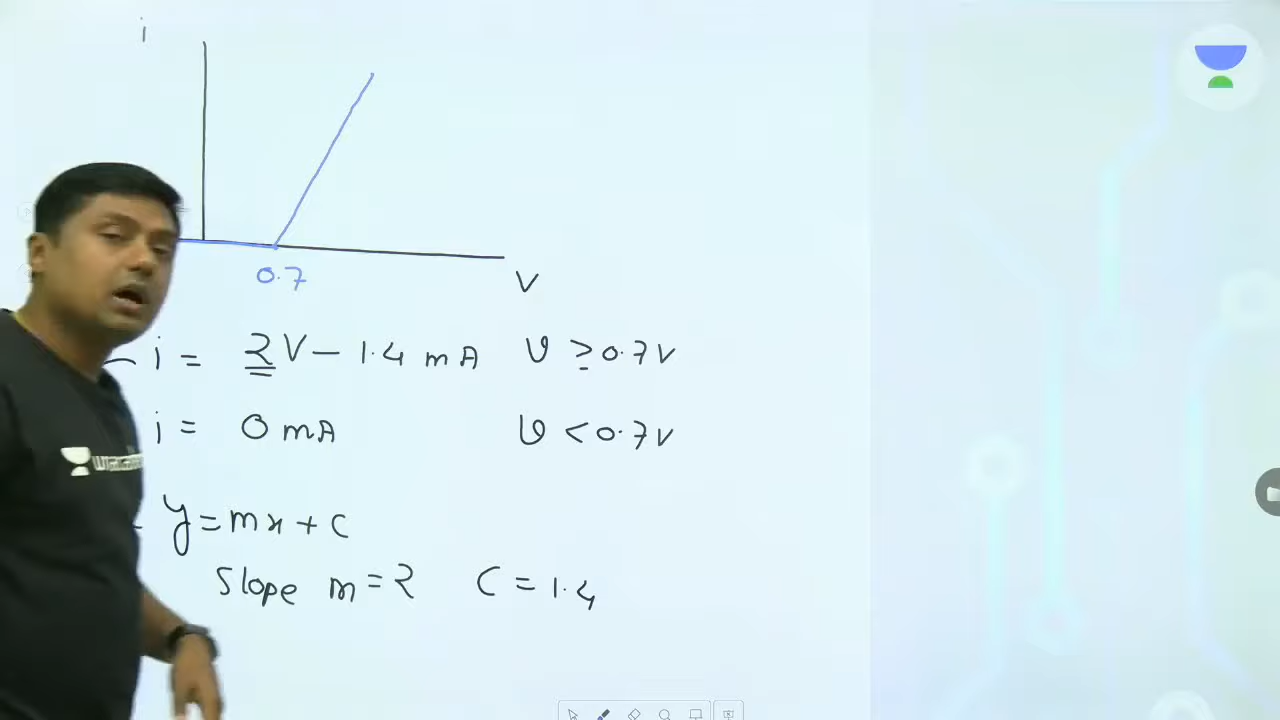 i
0.7
V
i = 2V - 1.4 mA V ≥ 0.7V
i = 0 mA V < 0.7V
y = mx + c
Slope m = 2 C = 1.4